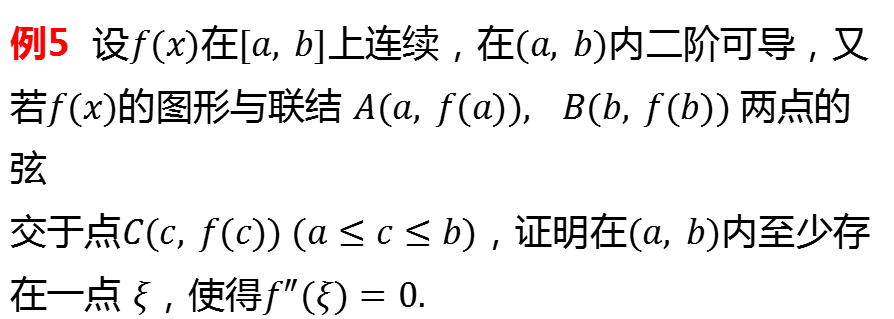 例5 设f(x)在[a, b]上连续，在(a, b)内二阶可导，又
若f(x)的图形与联结 A(a, f(a)), B(b, f(b)) 两点的
弦
交于点C(c, f(c)) (a ≤ c ≤ b)，证明在(a, b)内至少存
在一点 ξ，使得f″(ξ) = 0.